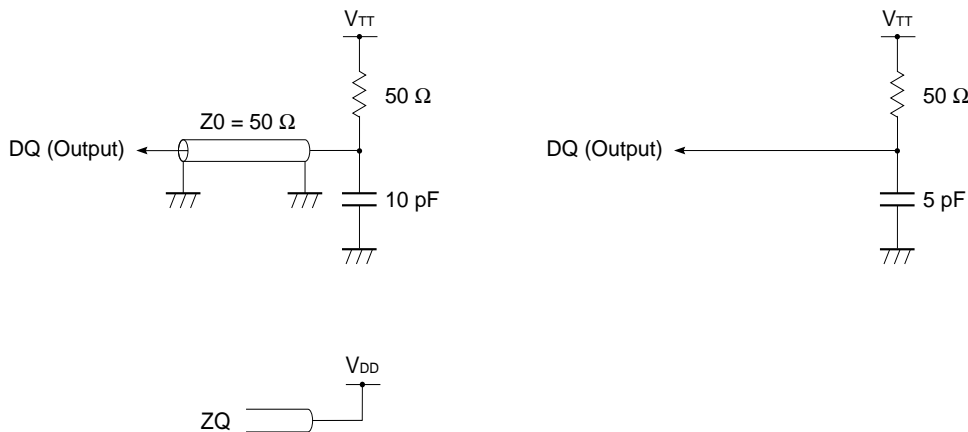 VTT
VTT
50 Ω
50 Ω
Z0 = 50 Ω
DQ (Output)
DQ (Output)
10 pF
5 pF
VDD
ZQ